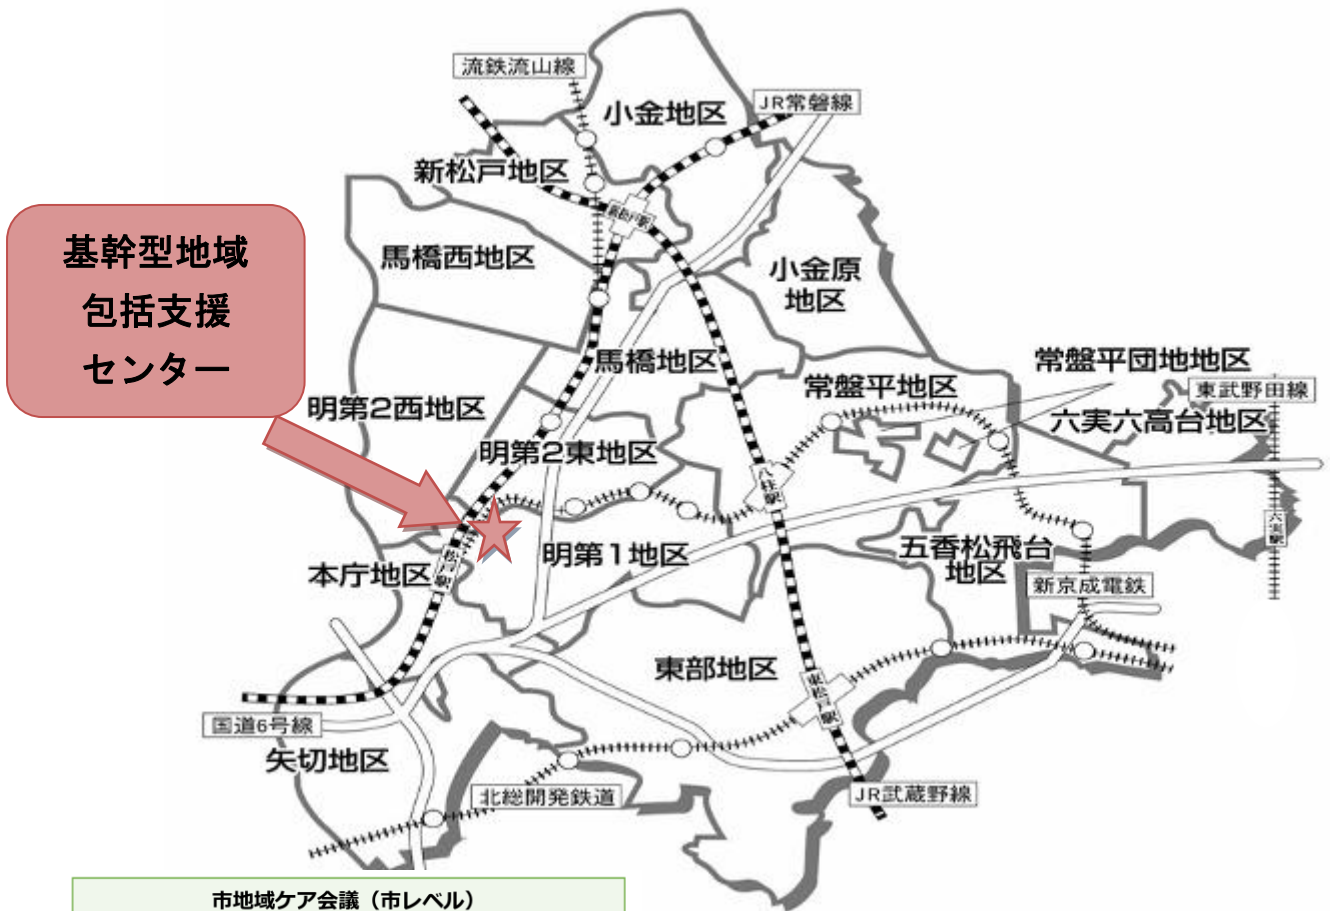 流鉄流山線
小金地区
JR常磐線
新松戸地区
新松戸駅
基幹型地域
包括支援
センター
馬橋西地区
小金原
地区
馬橋地区
常盤平団地地区
常盤平地区
東武野田線
明第2西地区
六実六高台地区
明第2東地区
八柱駅
六実駅
明第1地区
五香松飛台
地区
本庁地区
松戸駅
新京成電鉄
東部地区
東松戸駅
国道6号線
矢切地区
北総開発鉄道
JR武蔵野線
市地域ケア会議（市レベル）